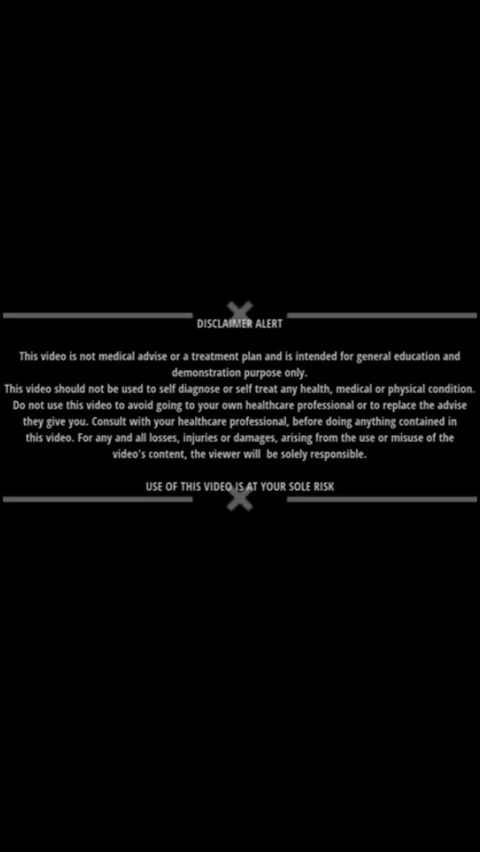 DISCLAIMER ALERT
This video is not medical advise or a treatment plan and is intended for general education and
demonstration purpose only.
This video should not be used to self diagnose or self treat any health, medical or physical condition.
Do not use this video to avoid going to your own healthcare professional or to replace the advise
they give you. Consult with your healthcare professional, before doing anything contained in
this video. For any and all losses, injuries or damages, arising from the use or misuse of the
video's content, the viewer will  be solely responsible.
USE OF THIS VIDEO IS AT YOUR SOLE RISK